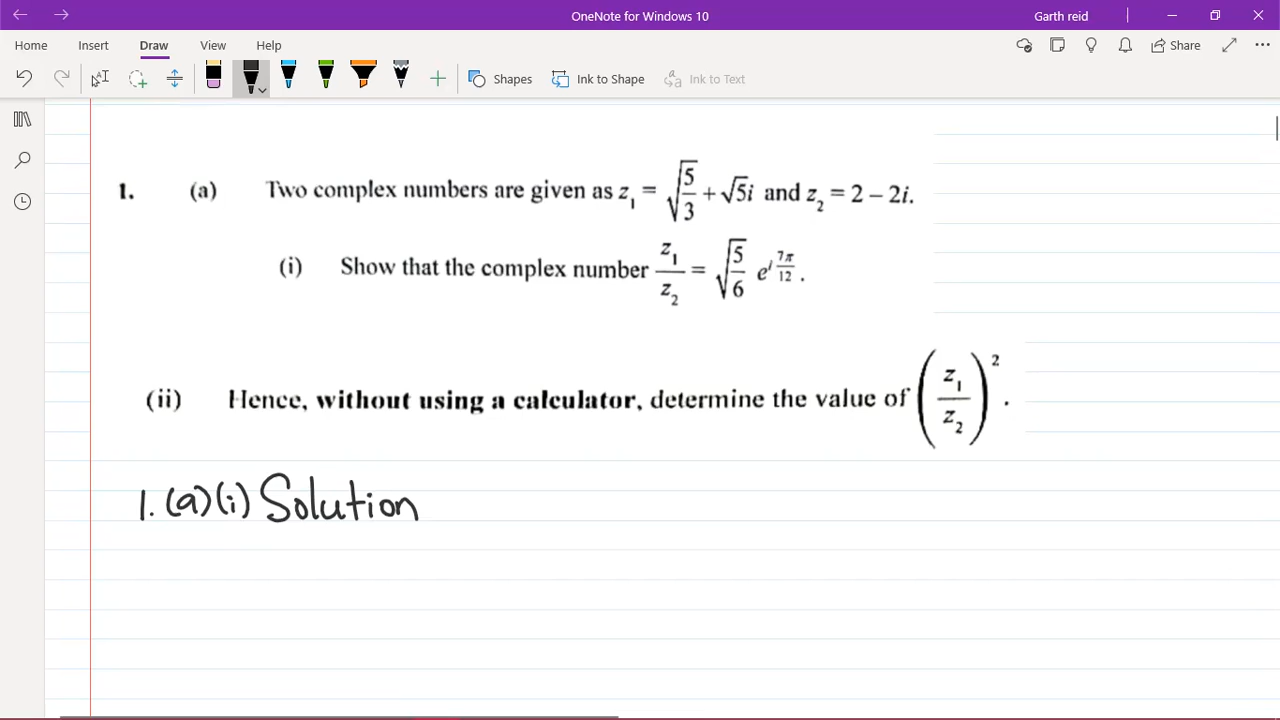 OneNote for Windows 10
Garth reid
Home Insert Draw View Help
Share
Shapes
Ink to Shape
Ink to Text
1. (a) Two complex numbers are given as z₁ = √(5/3) + √5i and z₂ = 2 – 2i.
(i) Show that the complex number z₁/z₂ = √(5/6) e^(i 7π/12) .
(ii) Hence, without using a calculator, determine the value of (z₁/z₂)² .
1. (a) (i) Solution